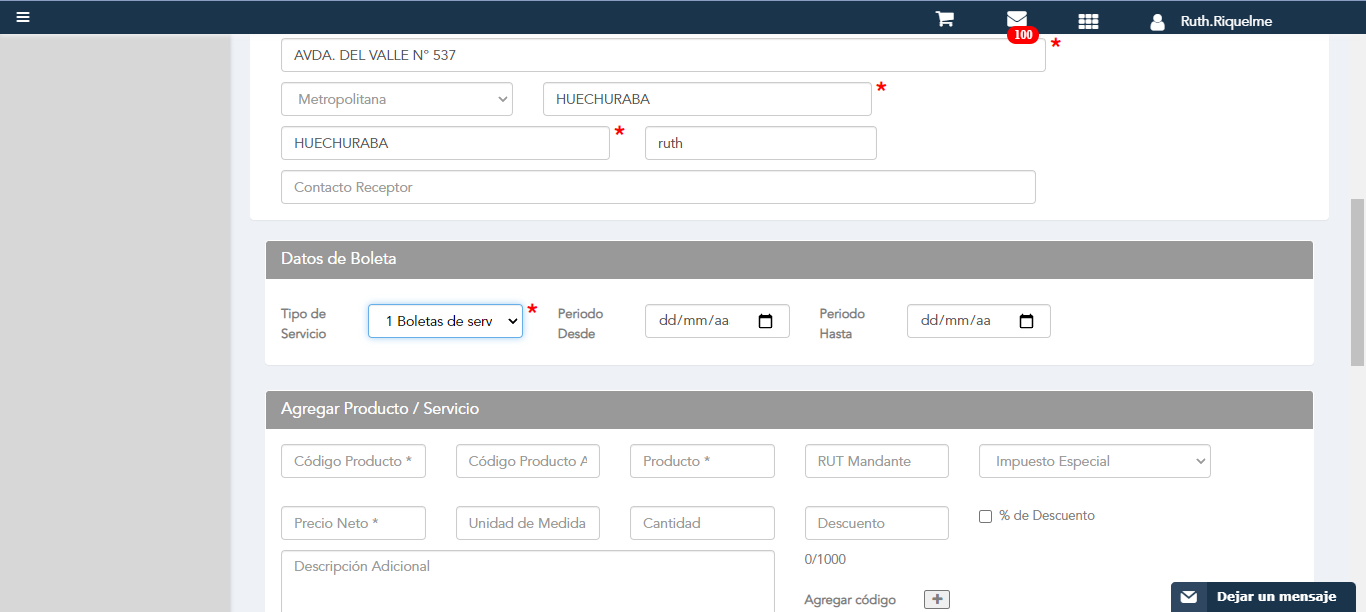 Ruth.Riquelme
100
AVDA. DEL VALLE N° 537 *
Metropolitana HUECHURABA *
HUECHURABA * ruth
Contacto Receptor
Datos de Boleta
Tipo de Servicio 1 Boletas de serv * Periodo Desde dd/mm/aa Periodo Hasta dd/mm/aa
Agregar Producto / Servicio
Código Producto * Código Producto A Producto * RUT Mandante Impuesto Especial
Precio Neto * Unidad de Medida Cantidad Descuento % de Descuento
Descripción Adicional 0/1000
Agregar código +
Dejar un mensaje